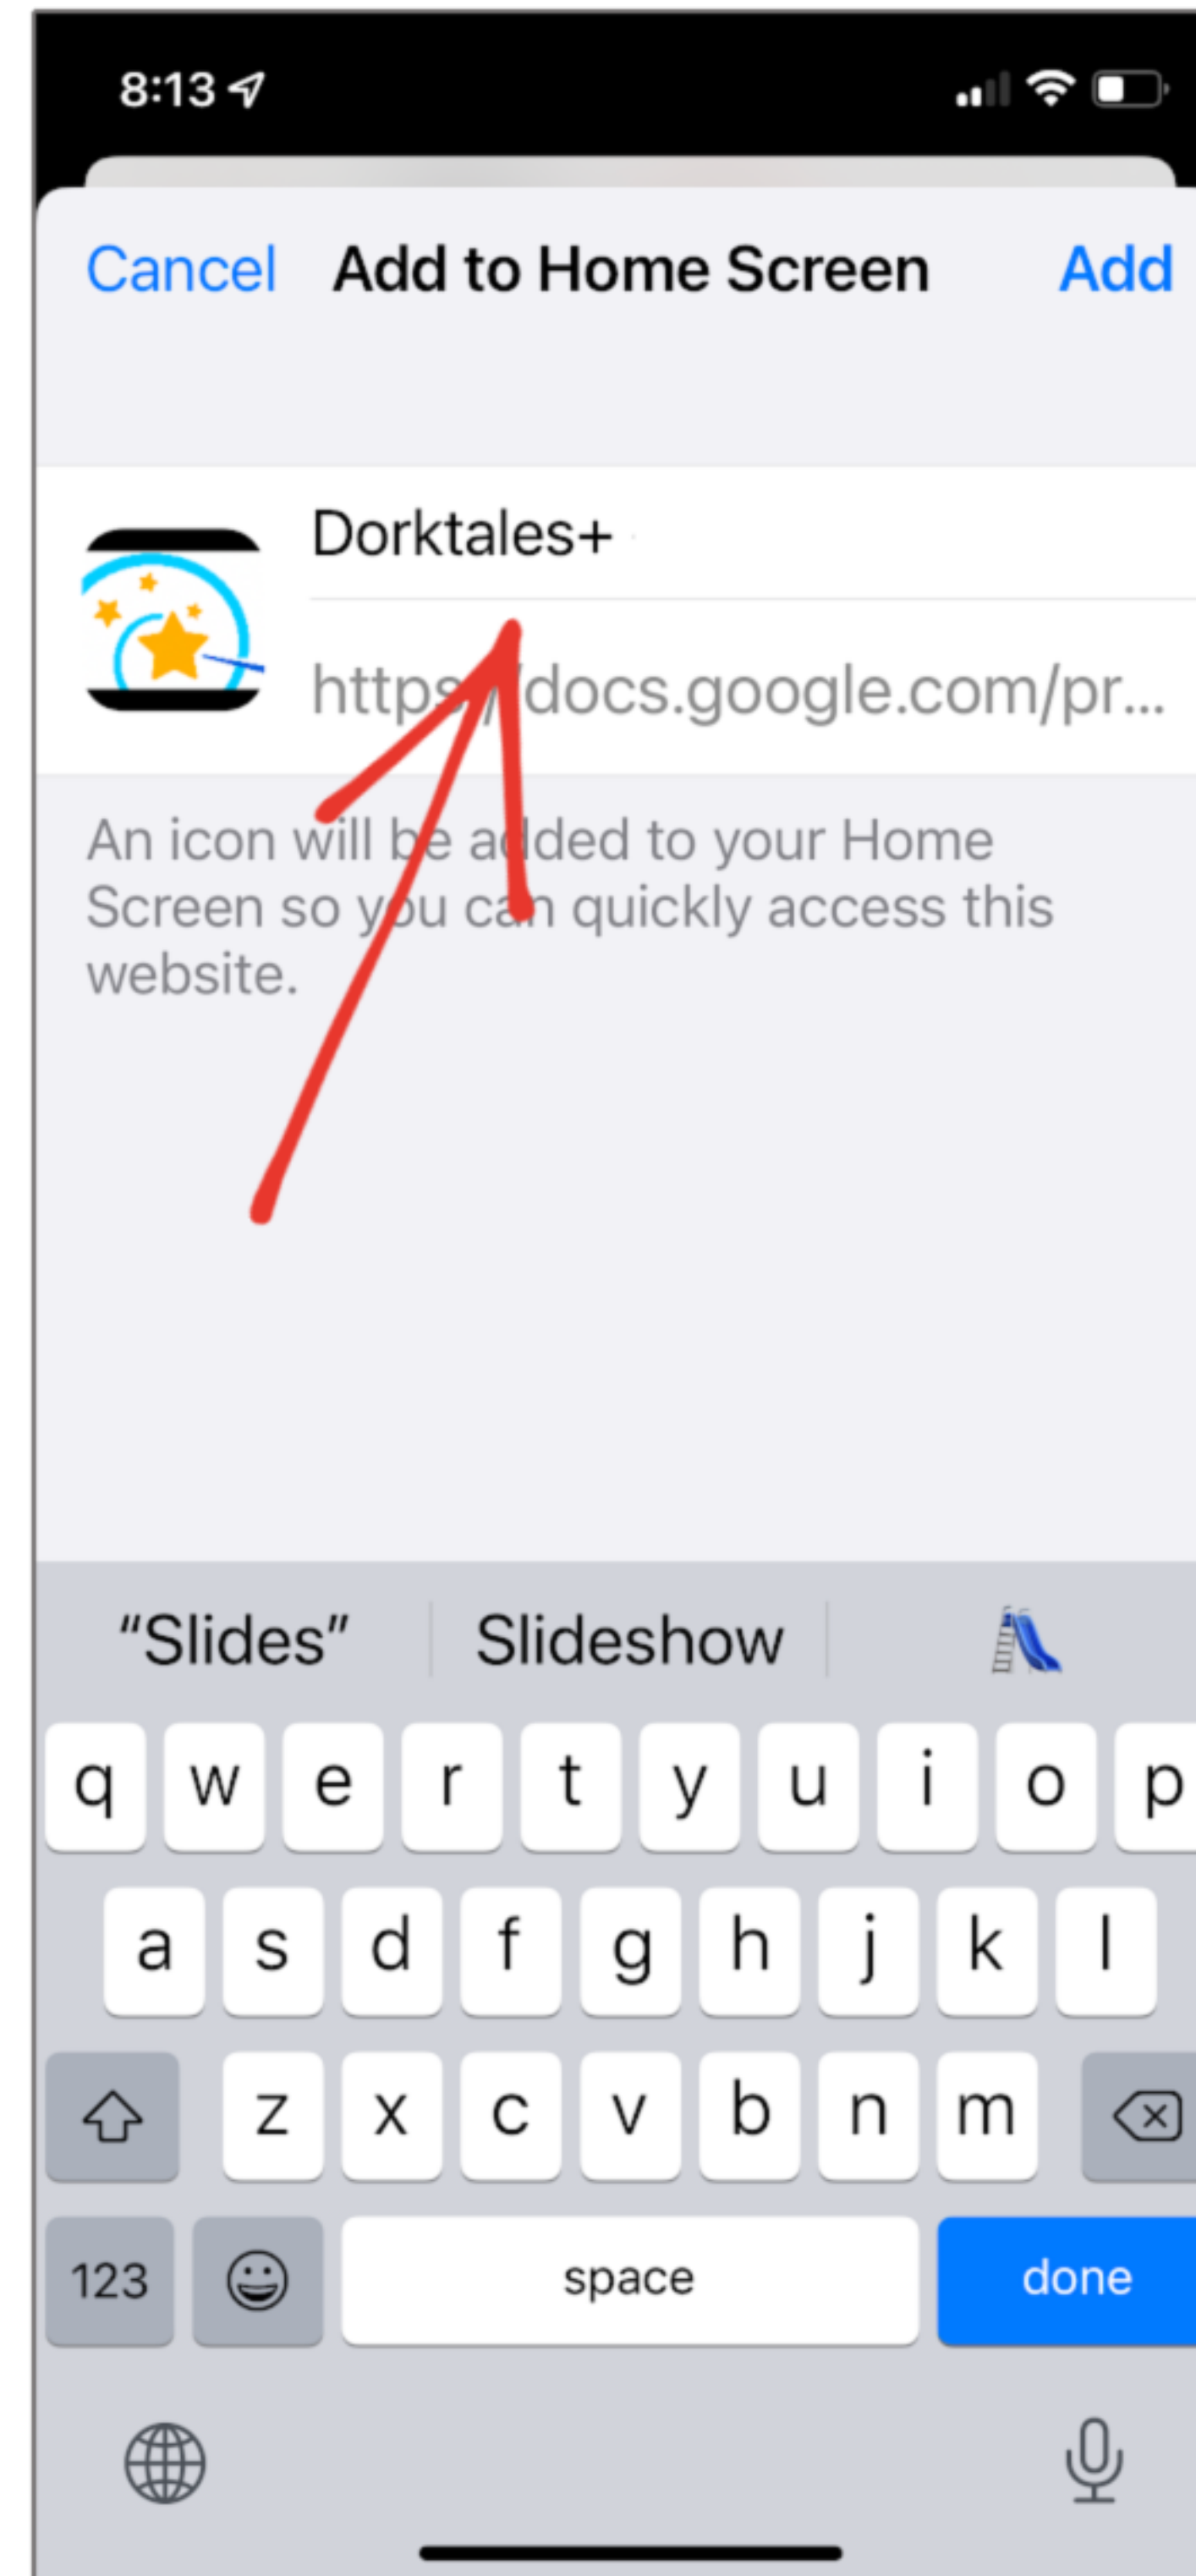 8:13
Cancel Add to Home Screen Add
Dorktales+
https://docs.google.com/pr...
An icon will be added to your Home
Screen so you can quickly access this
website.
“Slides” Slideshow
q w e r t y u i o p
a s d f g h j k l
z x c v b n m
123 space done